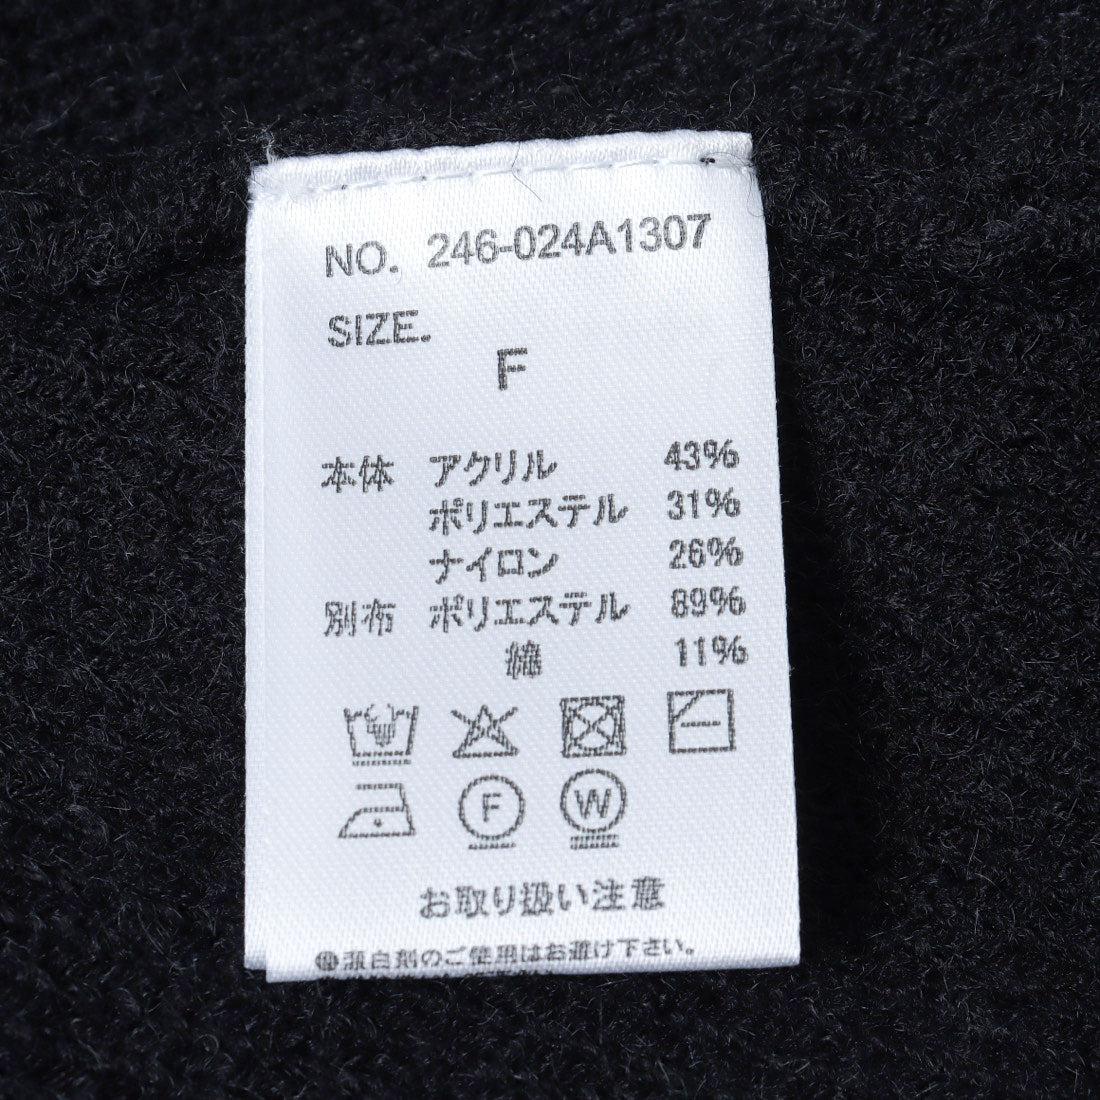 NO. 246-024A1307
SIZE.
F
本体 アクリル 43%
ポリエステル 31%
ナイロン 26%
別布 ポリエステル 89%
綿 11%
F W
お取り扱い注意
漂白剤のご使用はお避け下さい。